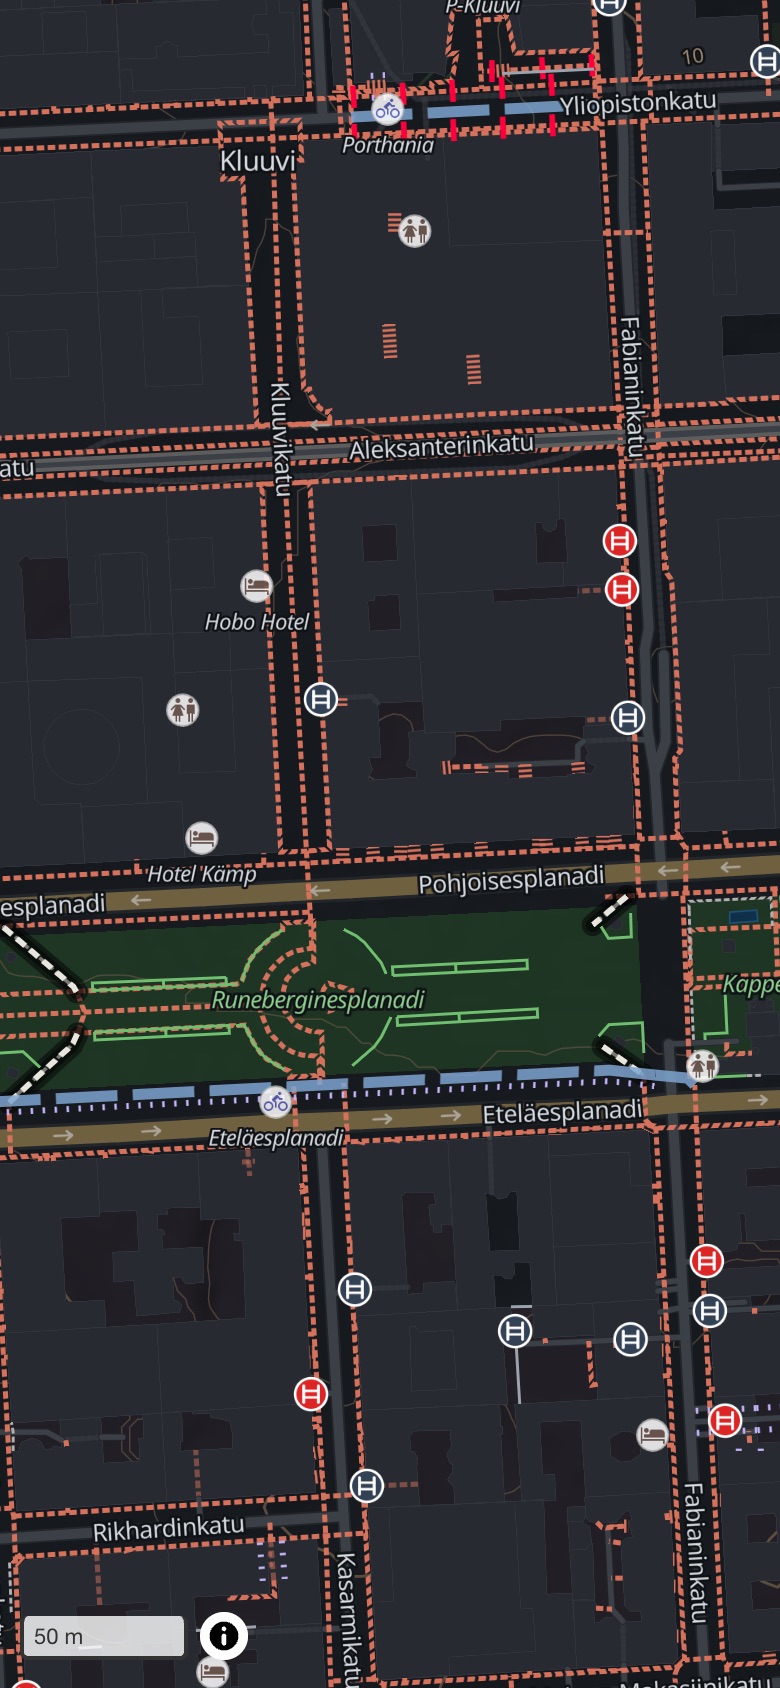 P-Kluuvi
10
Yliopistonkatu
Porthania
Kluuvi
Fabianinkatu
Kluuvikatu
Aleksanterinkatu
atu
Hobo Hotel
Hotel Kämp
Pohjoisesplanadi
esplanadi
Kappe
Runeberginesplanadi
Eteläesplanadi
Eteläesplanadi
Rikhardinkatu
Fabianinkatu
Kasarmikatu
50 m